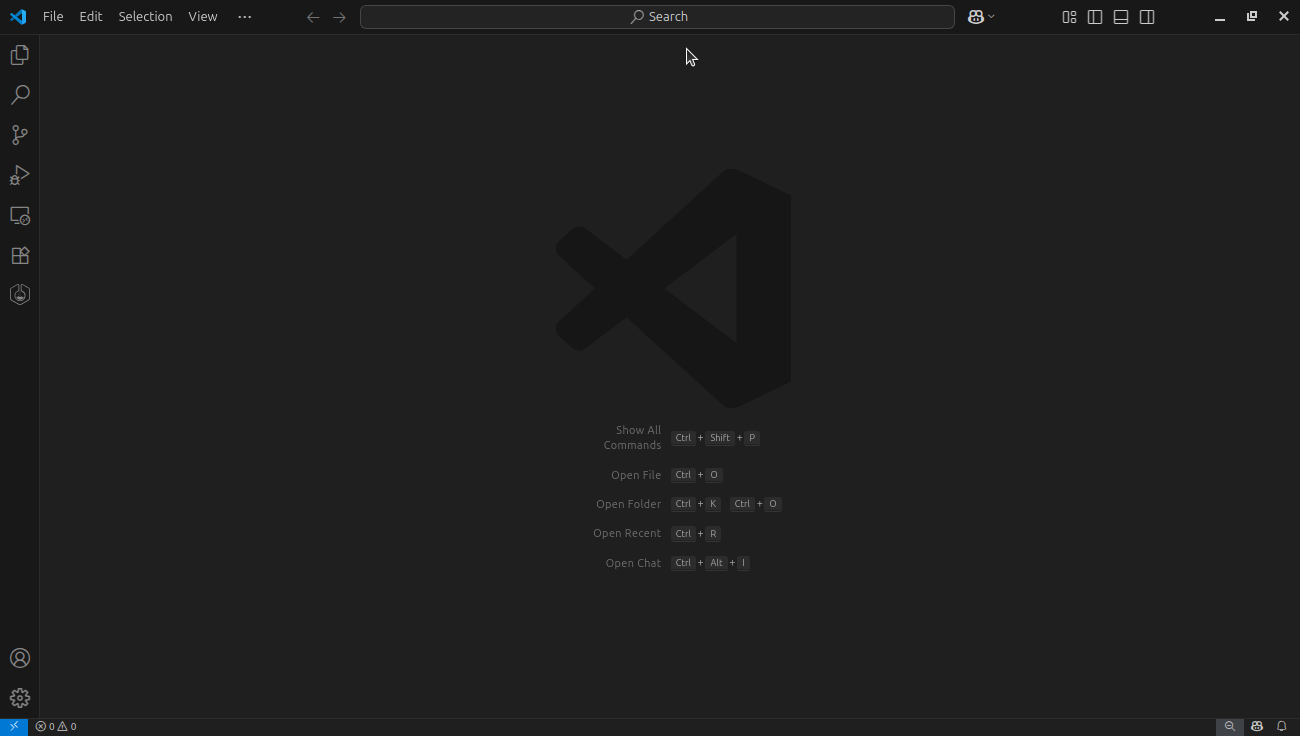 File Edit Selection View ···
Search
Show All
Commands Ctrl + Shift + P
Open File Ctrl + O
Open Folder Ctrl + K Ctrl + O
Open Recent Ctrl + R
Open Chat Ctrl + Alt + I
0 0